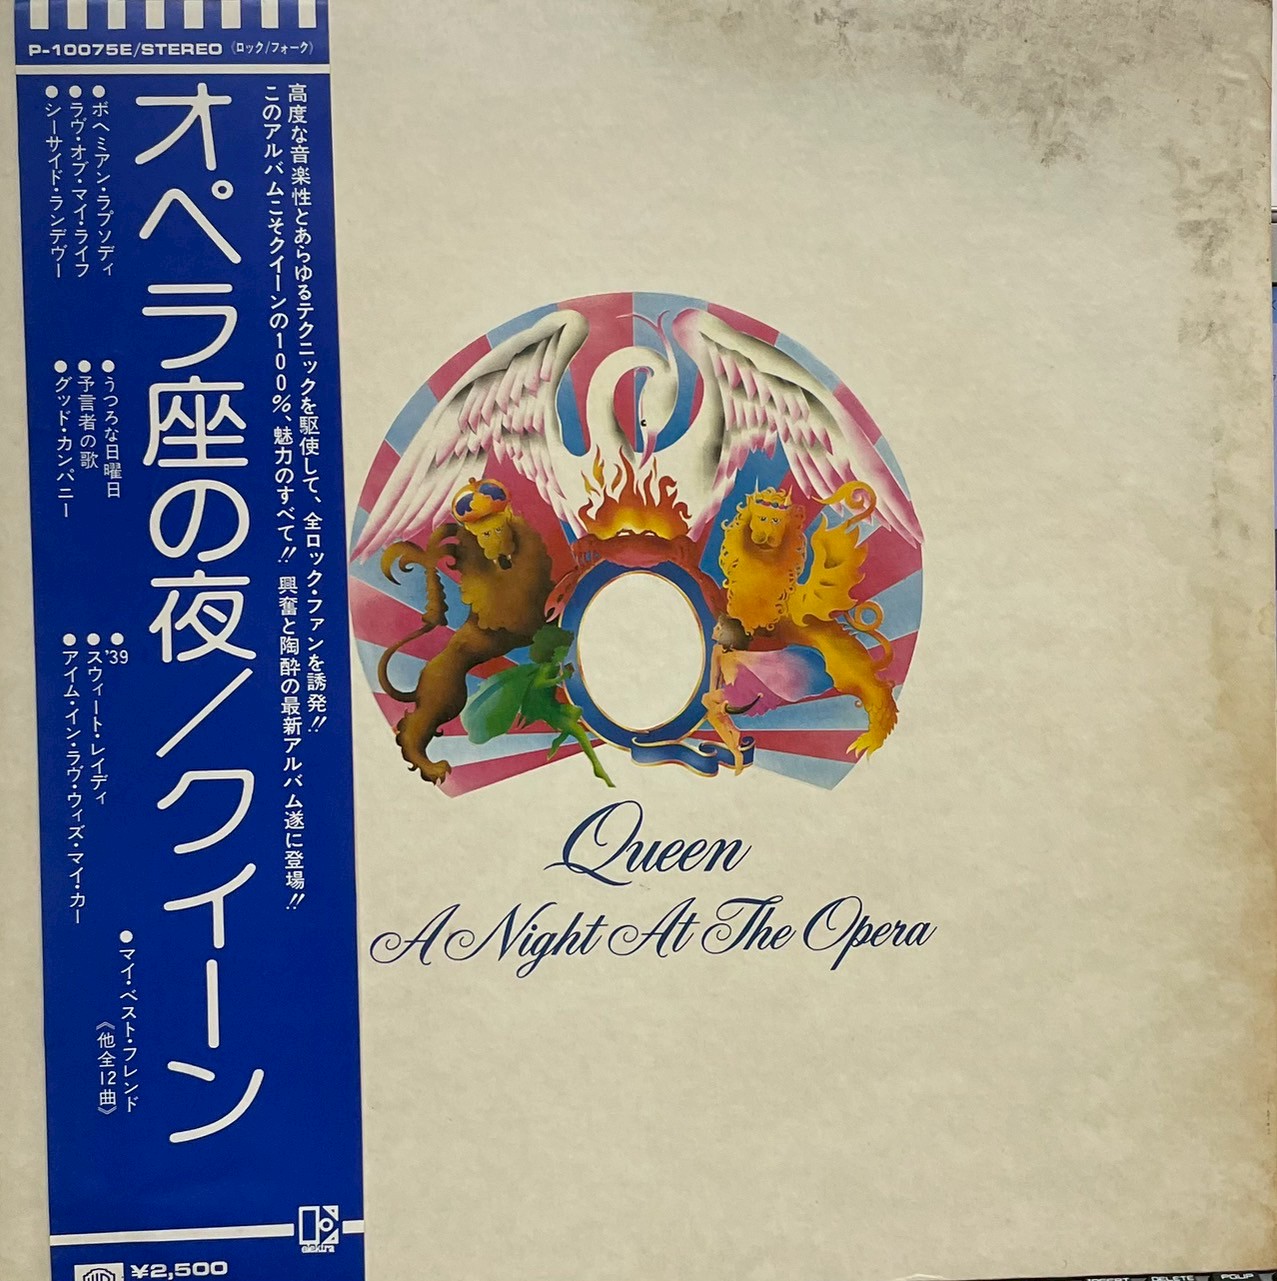 P-10075E/STEREO《ロック/フォーク》
高度な音楽性とあらゆるテクニックを駆使して、全ロック・ファンを誘発!!
このアルバムこそクイーンの100%、魅力のすべて!! 興奮と陶酔の最新アルバム遂に登場!!
オペラ座の夜/クイーン
●ボヘミアン・ラプソディ
●ラヴ・オブ・マイ・ライフ
●シーサイド・ランデヴー
●うつろな日曜日
●予言者の歌
●グッド・カンパニー
●'39
●スウィート・レイディ
●アイム・イン・ラヴ・ウィズ・マイ・カー
●マイ・ベスト・フレンド
《他全12曲》
elektra
¥2,500
Queen
A Night At The Opera
DELETE